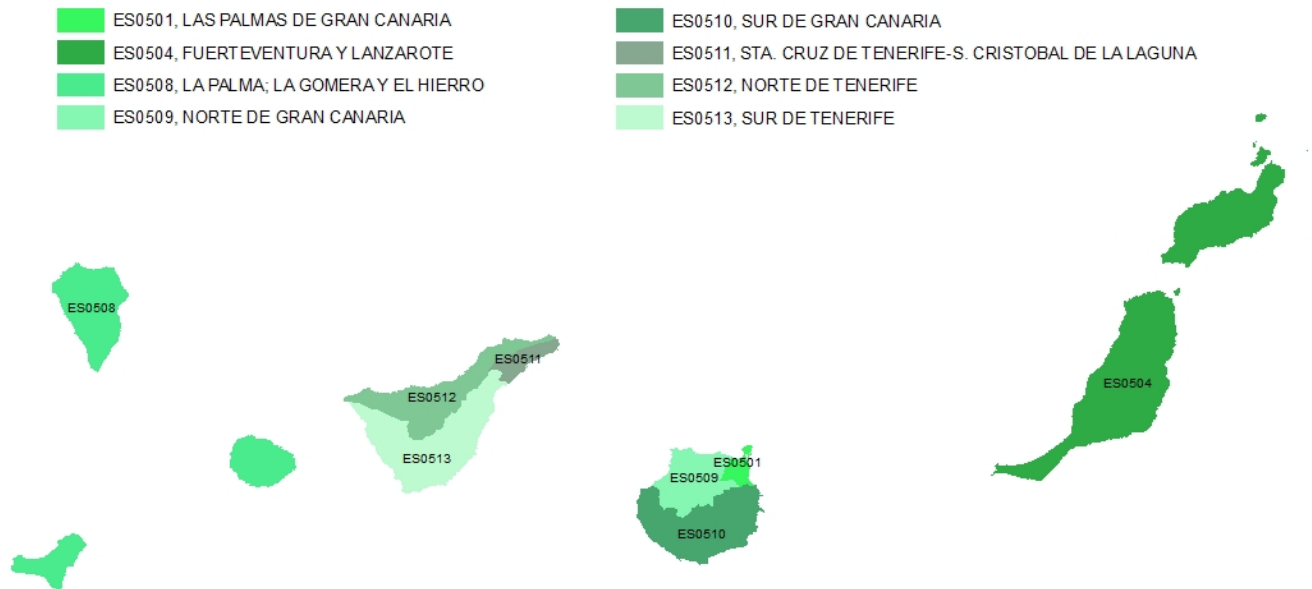 ES0501, LAS PALMAS DE GRAN CANARIA
ES0504, FUERTEVENTURA Y LANZAROTE
ES0508, LA PALMA; LA GOMERA Y EL HIERRO
ES0509, NORTE DE GRAN CANARIA
ES0510, SUR DE GRAN CANARIA
ES0511, STA. CRUZ DE TENERIFE-S. CRISTOBAL DE LA LAGUNA
ES0512, NORTE DE TENERIFE
ES0513, SUR DE TENERIFE
ES0508
ES0511
ES0512
ES0504
ES0513
ES0501
ES0509
ES0510